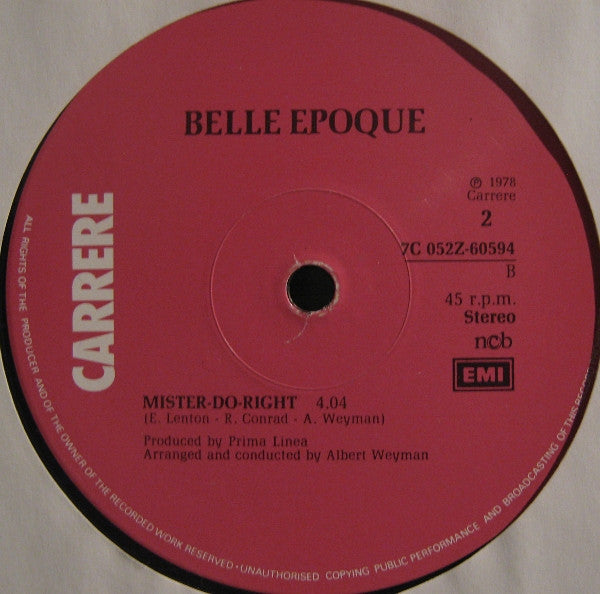 BELLE EPOQUE
℗ 1978
Carrere
2
7C 052Z-60594
B
45 r.p.m.
Stereo
ncb
EMI
CARRERE
MISTER-DO-RIGHT 4.04
(E. Lenton - R. Conrad - A. Weyman)
Produced by Prima Linea
Arranged and conducted by Albert Weyman
ALL RIGHTS OF THE PRODUCER AND OF THE OWNER OF THE RECORDED WORK RESERVED • UNAUTHORISED COPYING PUBLIC PERFORMANCE AND BROADCASTING OF THIS RECORD